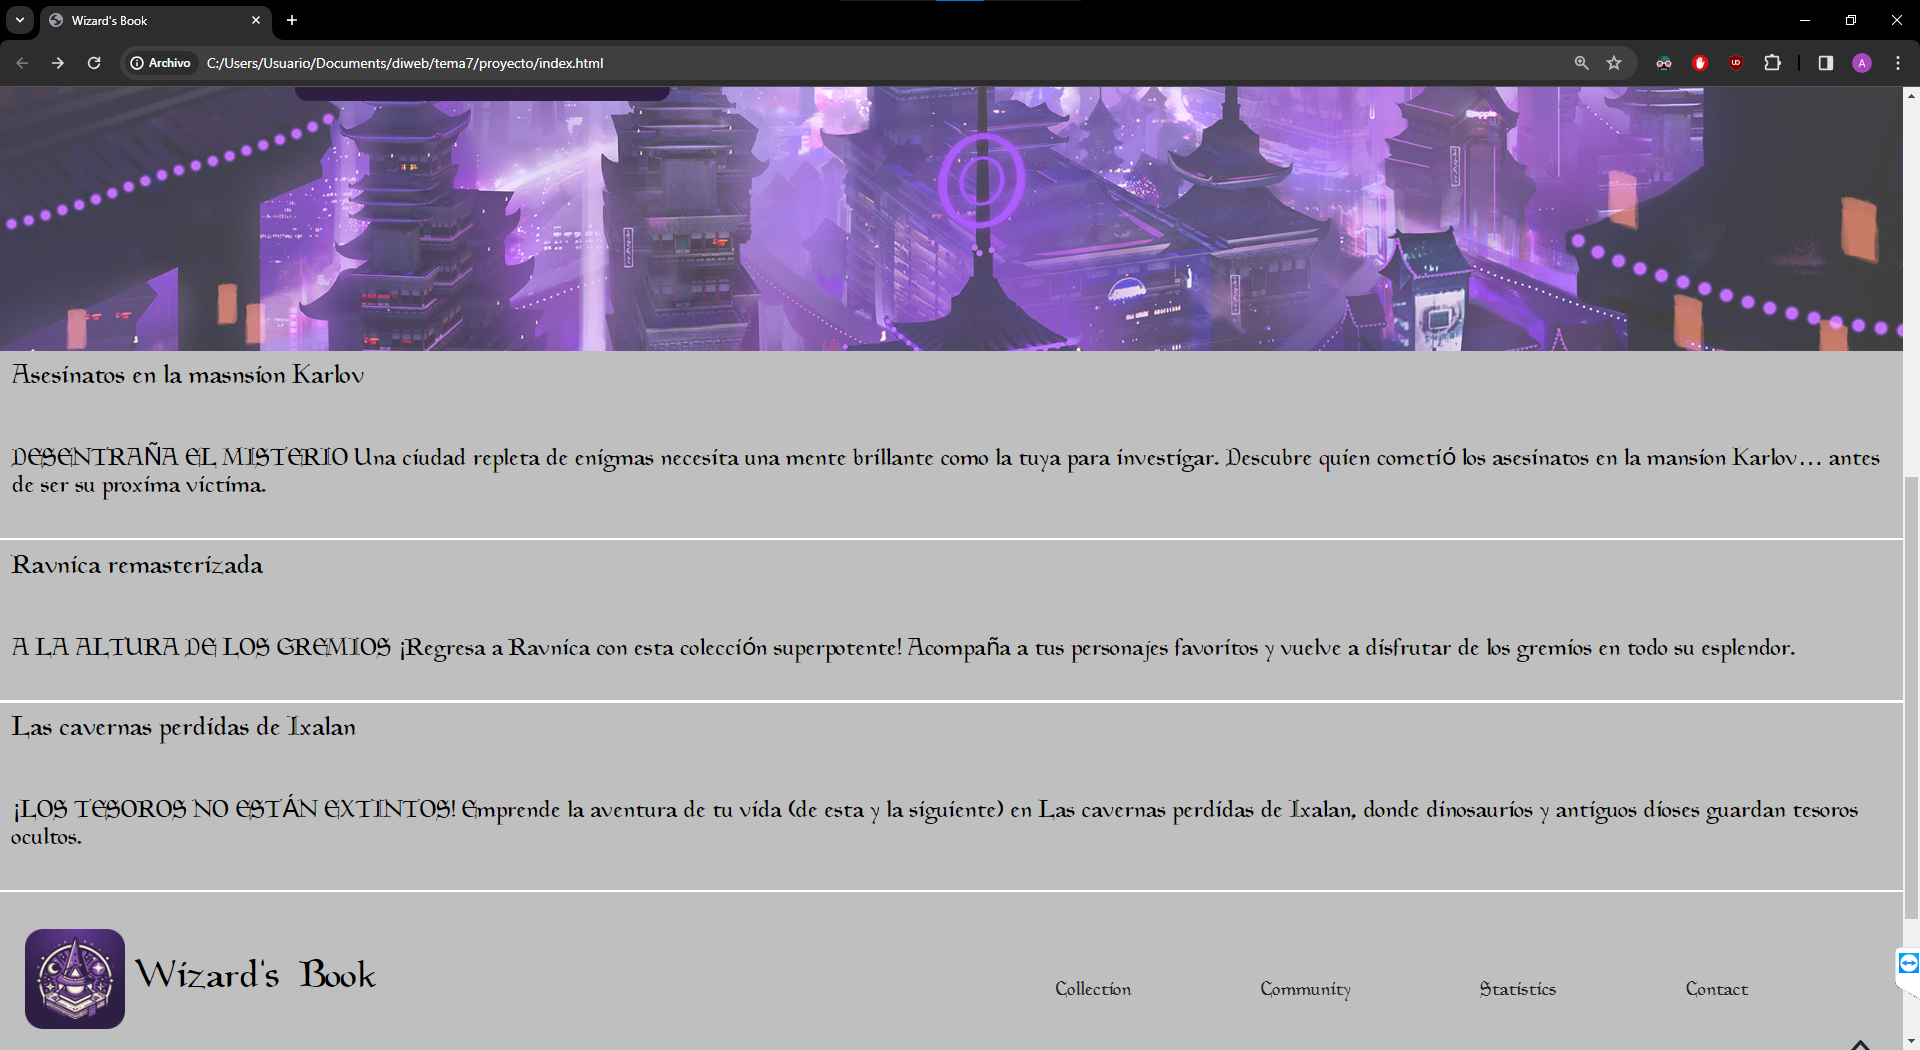 Wizard's Book
Archivo C:/Users/Usuario/Documents/diweb/tema7/proyecto/index.html
A
Asesinatos en la masnsion Karlov
DESENTRAÑA EL MISTERIO Una ciudad repleta de enigmas necesita una mente brillante como la tuya para investigar. Descubre quien cometió los asesinatos en la mansion Karlov… antes
de ser su proxima victima.
Ravnica remasterizada
A LA ALTURA DE LOS GREMIOS ¡Regresa a Ravnica con esta colección superpotente! Acompaña a tus personajes favoritos y vuelve a disfrutar de los gremios en todo su esplendor.
Las cavernas perdidas de Ixalan
¡LOS TESOROS NO ESTÁN EXTINTOS! Emprende la aventura de tu vida (de esta y la siguiente) en Las cavernas perdidas de Ixalan, donde dinosaurios y antiguos dioses guardan tesoros
ocultos.
Wizard's Book
Collection Community Statistics Contact